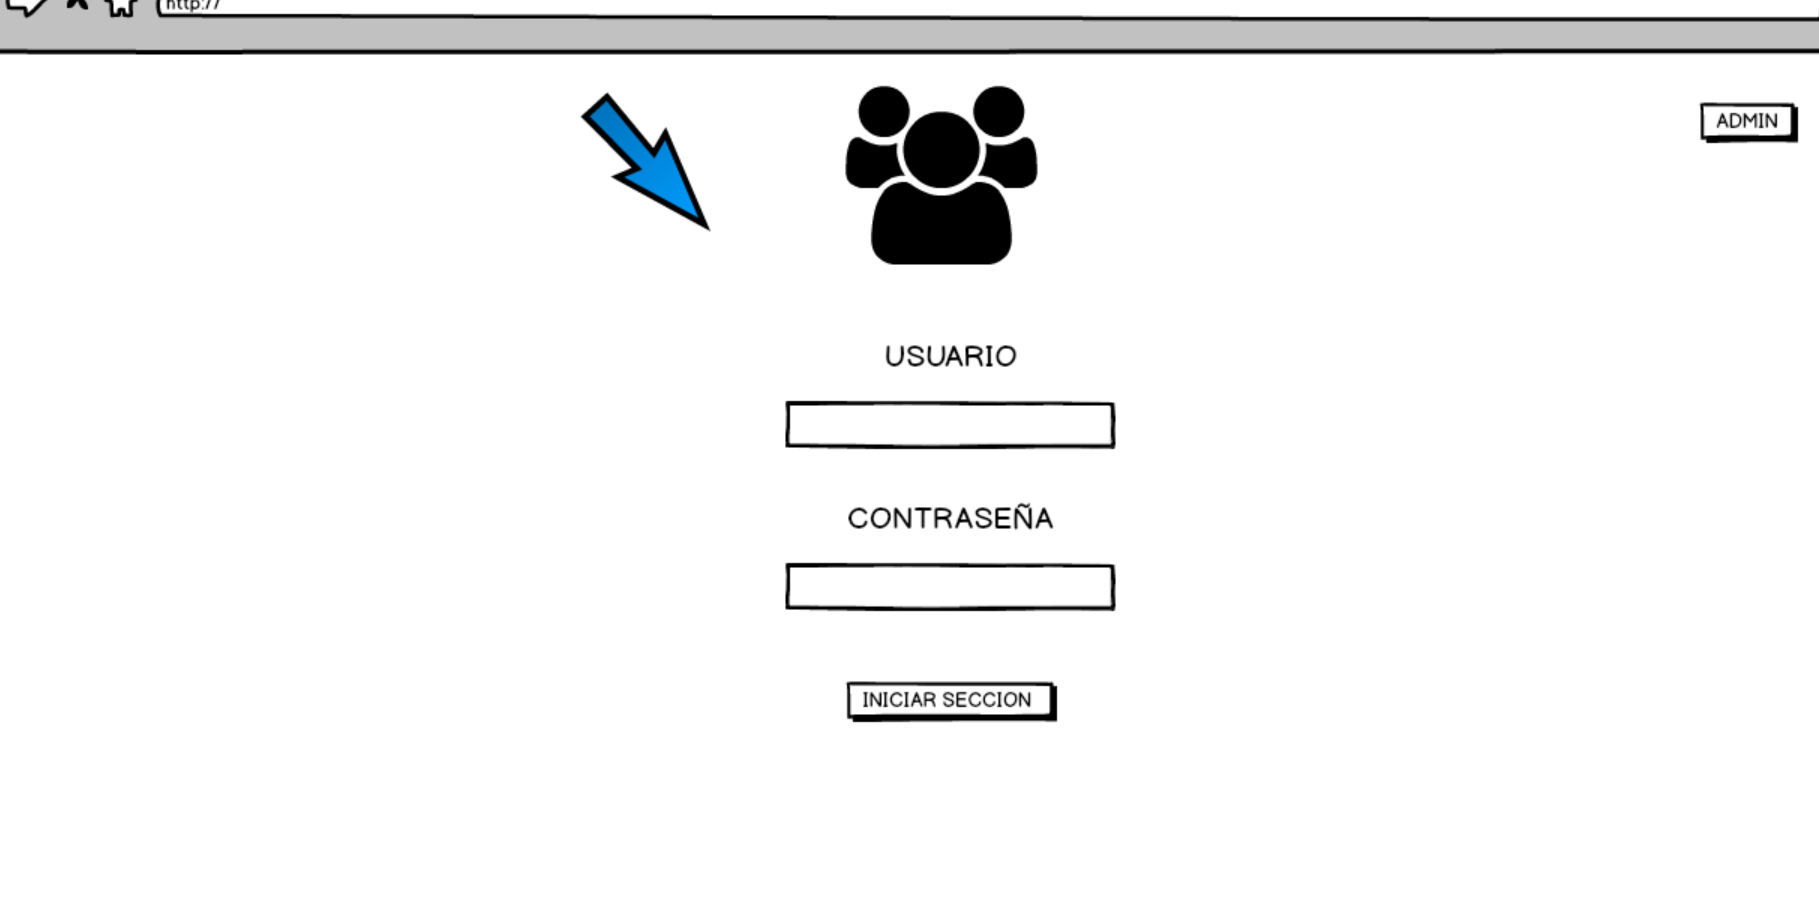 http://
ADMIN
USUARIO
CONTRASEÑA
INICIAR SECCION